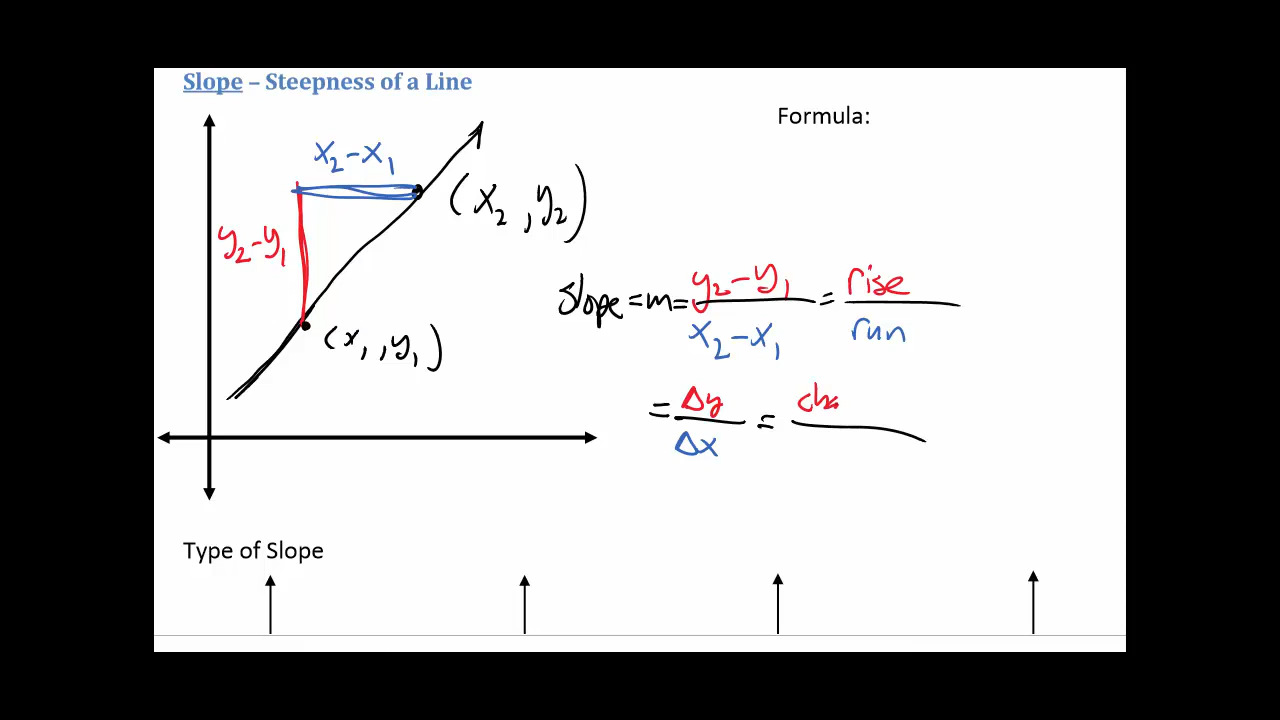 Slope – Steepness of a Line
Formula:
x₂-x₁
(x₂,y₂)
y₂-y₁
slope=m= y₂-y₁ / x₂-x₁ = rise / run
(x₁,y₁)
= Δy / Δx = cha
Type of Slope